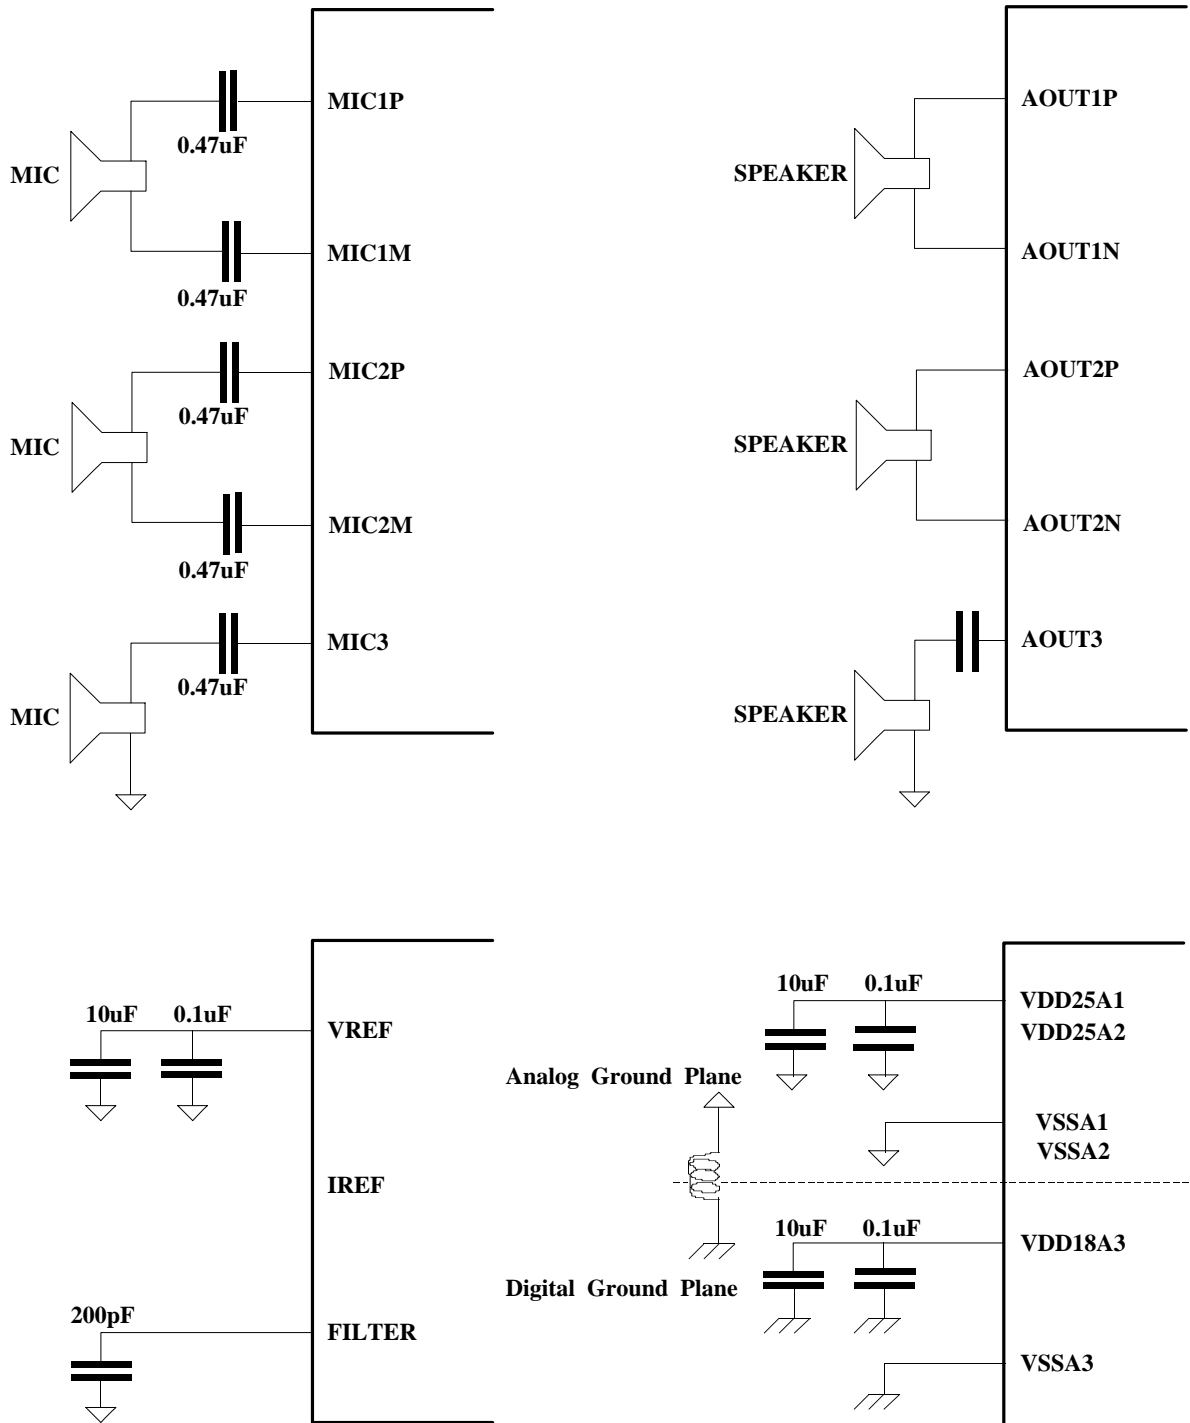 MIC1P
0.47uF
MIC
MIC1M
0.47uF
MIC2P
0.47uF
MIC
MIC2M
0.47uF
MIC3
0.47uF
MIC
AOUT1P
SPEAKER
AOUT1N
AOUT2P
SPEAKER
AOUT2N
AOUT3
SPEAKER
10uF 0.1uF
VREF
IREF
200pF
FILTER
10uF 0.1uF
VDD25A1
VDD25A2
Analog Ground Plane
VSSA1
VSSA2
10uF 0.1uF
VDD18A3
Digital Ground Plane
VSSA3